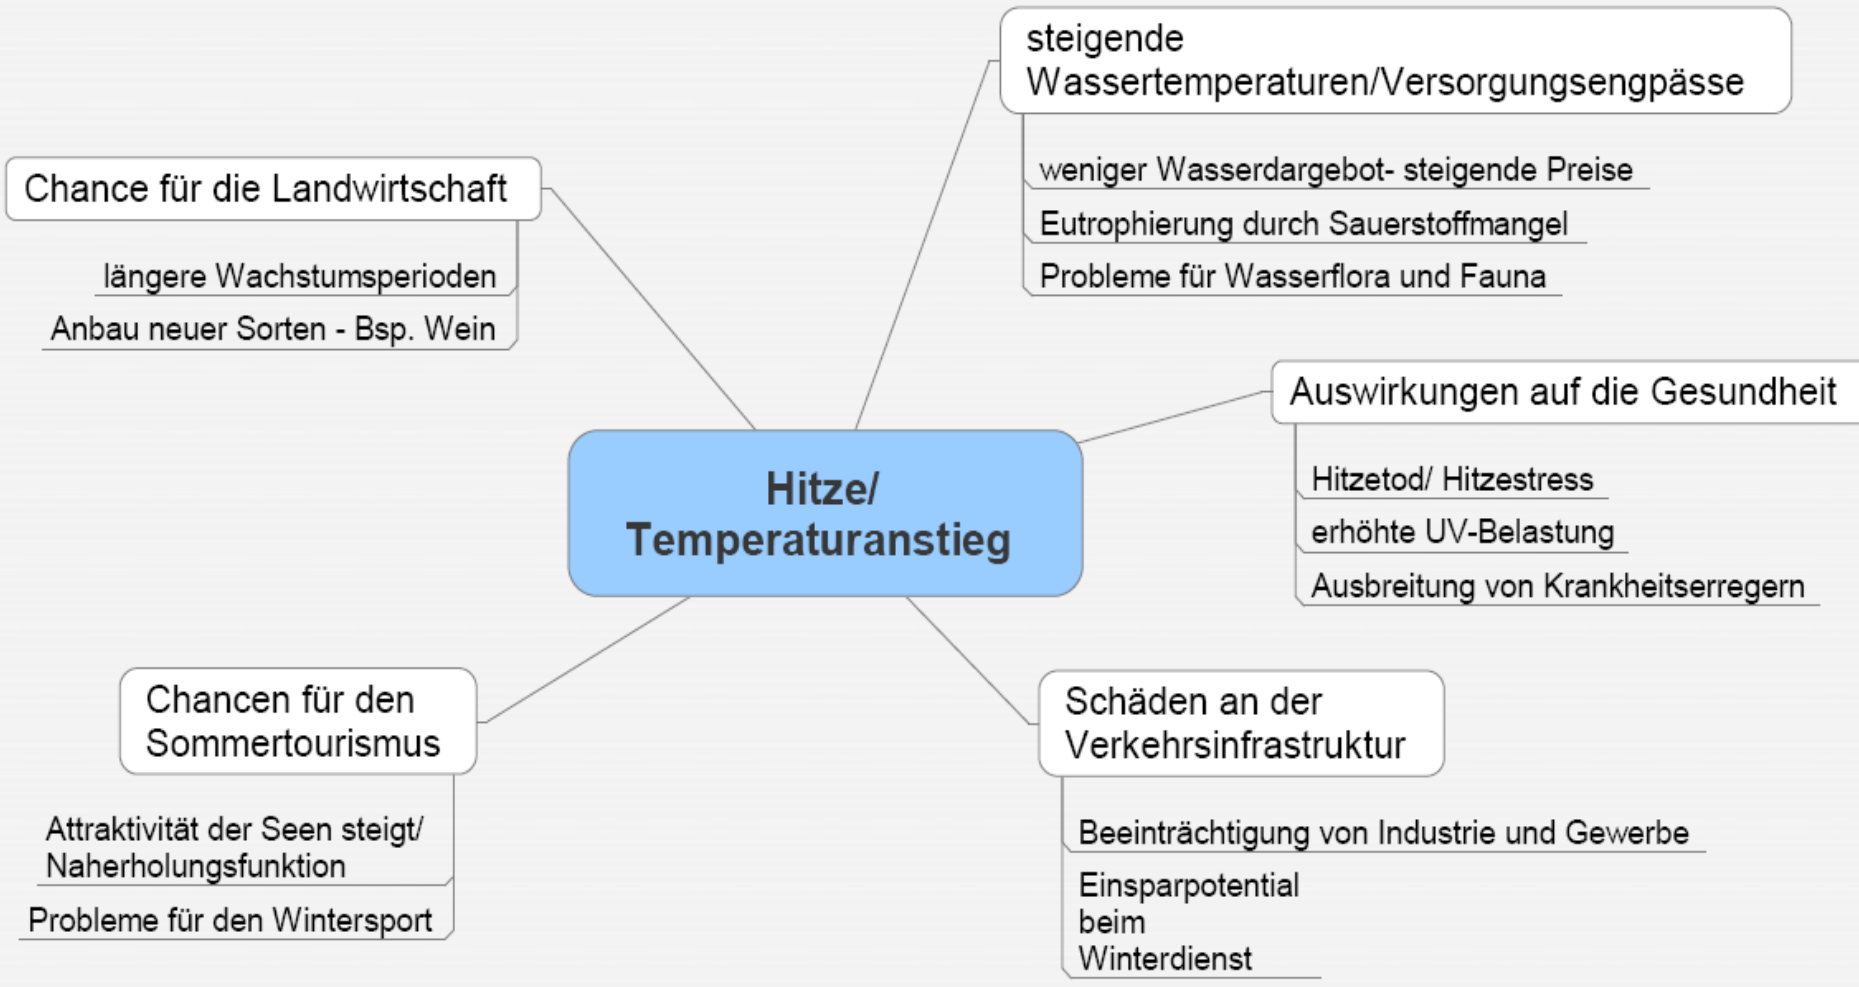 steigende
Wassertemperaturen/Versorgungsengpässe
weniger Wasserdargebot- steigende Preise
Eutrophierung durch Sauerstoffmangel
Probleme für Wasserflora und Fauna
Chance für die Landwirtschaft
längere Wachstumsperioden
Anbau neuer Sorten - Bsp. Wein
Auswirkungen auf die Gesundheit
Hitzetod/ Hitzestress
erhöhte UV-Belastung
Ausbreitung von Krankheitserregern
Hitze/
Temperaturanstieg
Chancen für den
Sommertourismus
Attraktivität der Seen steigt/
Naherholungsfunktion
Probleme für den Wintersport
Schäden an der
Verkehrsinfrastruktur
Beeinträchtigung von Industrie und Gewerbe
Einsparpotential
beim
Winterdienst